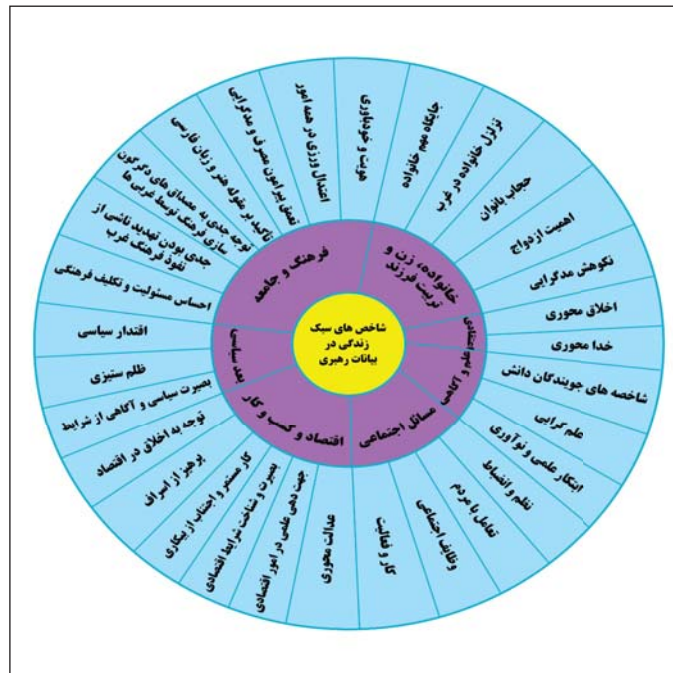 شاخص های سبک
زندگی در
بیانات رهبری
خانواده، زن و
تربیت فرزند
اعتقادی
علم و آگاهی
مسائل اجتماعی
اقتصاد و کسب و کار
بعد سیاسی
فرهنگ و جامعه
جایگاه مهم خانواده
تزلزل خانواده در غرب
حجاب بانوان
اهمیت ازدواج
نکوهش مدگرایی
اخلاق محوری
خدا محوری
شاخصه های جویندگان دانش
علم گرایی
ابتکار علمی و نوآوری
نظم و انضباط
تعامل با مردم
وظایف اجتماعی
کار و فعالیت
عدالت محوری
جهت دهی علمی در امور اقتصادی
بصیرت و شناخت شرایط اقتصادی
کار مستمر و اجتناب از بیکاری
پرهیز از اسراف
توجه به اخلاق در اقتصاد
بصیرت سیاسی و آگاهی از شرایط
ظلم ستیزی
اقتدار سیاسی
احساس مسئولیت و تکلیف فرهنگی
جدی بودن تهدید ناشی از
نفوذ فرهنگ غرب
توجه جدی به مصداق های دگرگون
سازی فرهنگ توسط غربی ها
تأکید بر مقوله هنر و زبان فارسی
تعمق پیرامون مصرف و مدگرایی
اعتدال ورزی در همه امور
هویت و خودباوری